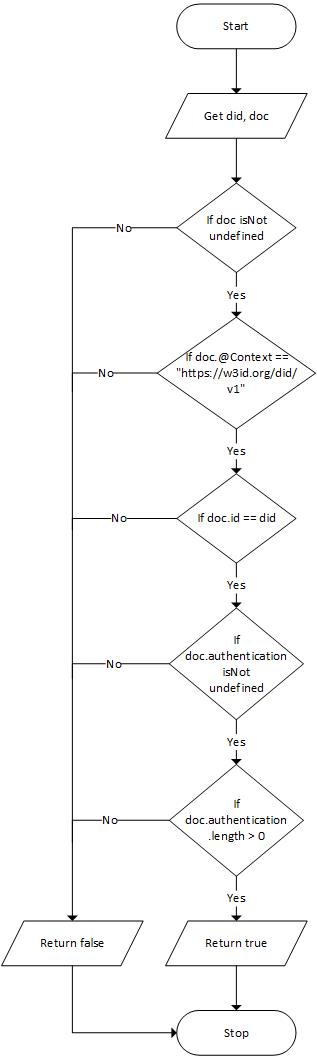 Start
Get did, doc
If doc isNot
undefined
No
Yes
If doc.@Context ==
"https://w3id.org/did/
v1"
No
Yes
If doc.id == did
No
Yes
If
doc.authentication
isNot
undefined
No
Yes
If
doc.authentication
.length > 0
No
Yes
Return false
Return true
Stop